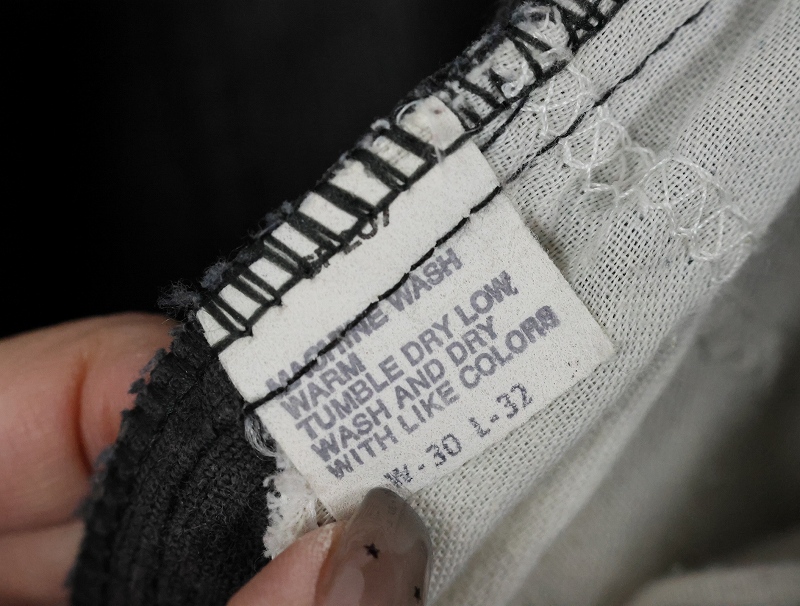 MACHINE WASH
WARM
TUMBLE DRY LOW,
WASH AND DRY
WITH LIKE COLORS
W-30 L-32